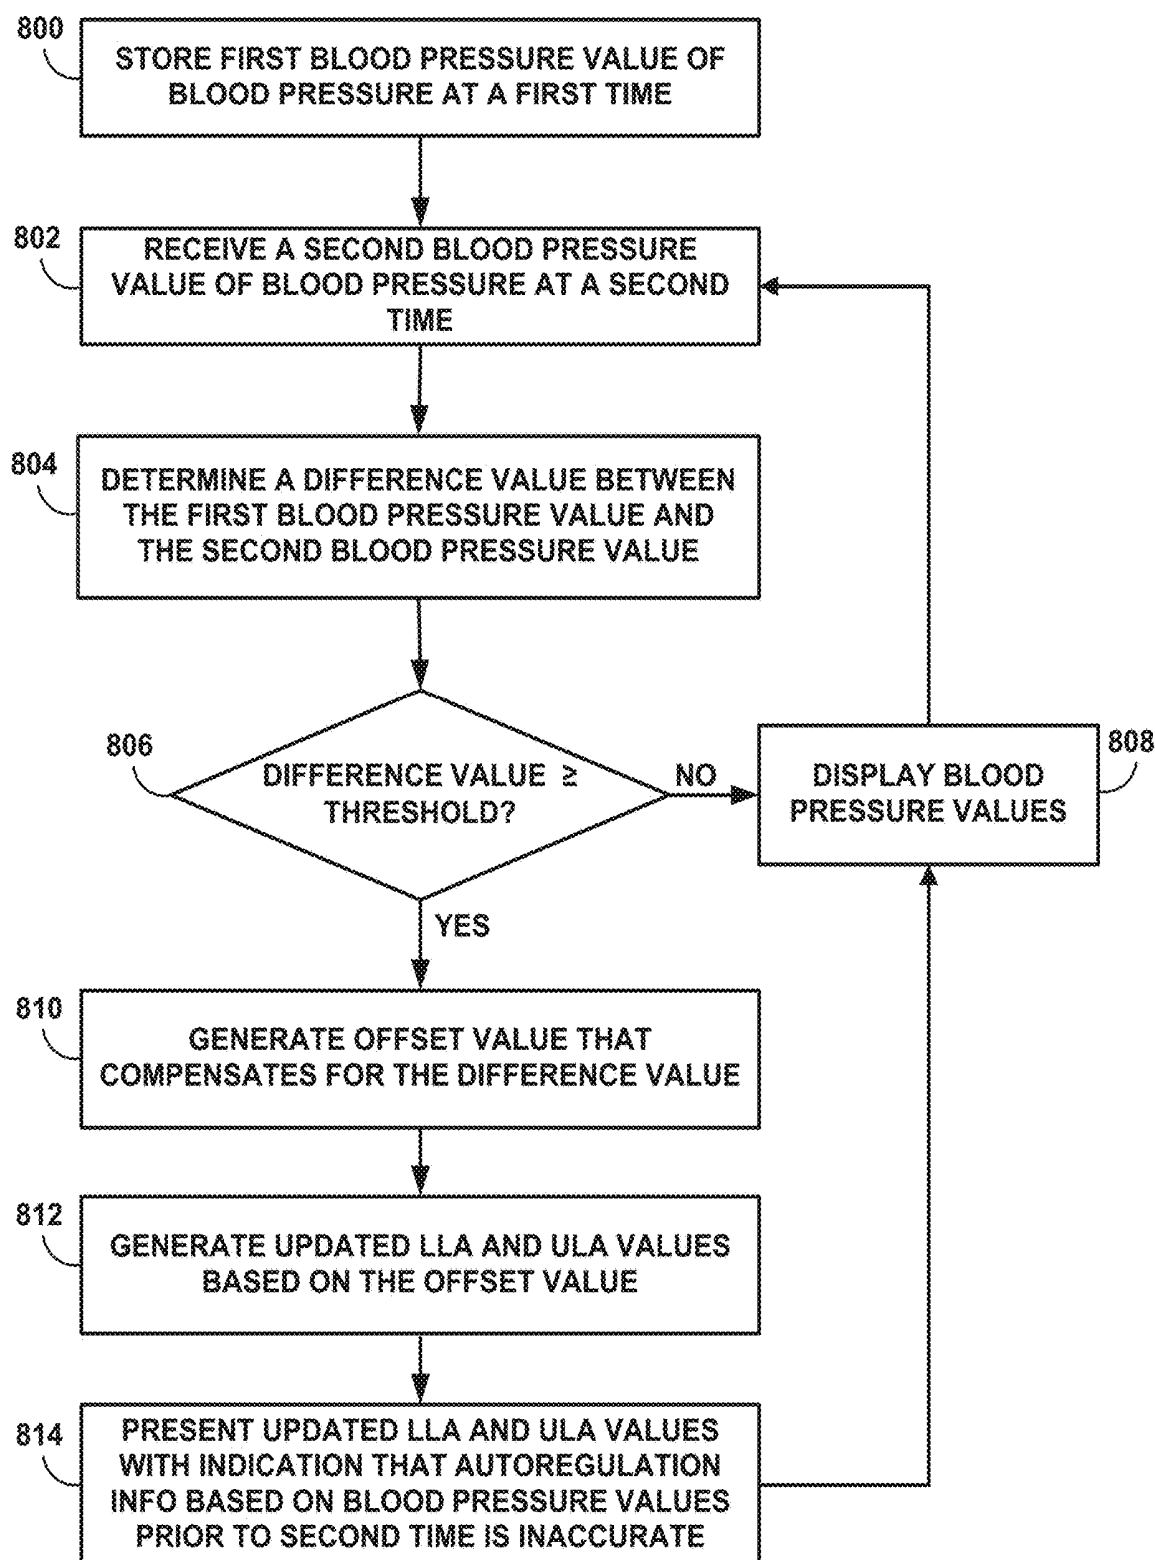 800
STORE FIRST BLOOD PRESSURE VALUE OF
BLOOD PRESSURE AT A FIRST TIME
802
RECEIVE A SECOND BLOOD PRESSURE
VALUE OF BLOOD PRESSURE AT A SECOND
TIME
804
DETERMINE A DIFFERENCE VALUE BETWEEN
THE FIRST BLOOD PRESSURE VALUE AND
THE SECOND BLOOD PRESSURE VALUE
806
DIFFERENCE VALUE ≥
THRESHOLD?
NO
808
DISPLAY BLOOD
PRESSURE VALUES
YES
810
GENERATE OFFSET VALUE THAT
COMPENSATES FOR THE DIFFERENCE VALUE
812
GENERATE UPDATED LLA AND ULA VALUES
BASED ON THE OFFSET VALUE
814
PRESENT UPDATED LLA AND ULA VALUES
WITH INDICATION THAT AUTOREGULATION
INFO BASED ON BLOOD PRESSURE VALUES
PRIOR TO SECOND TIME IS INACCURATE